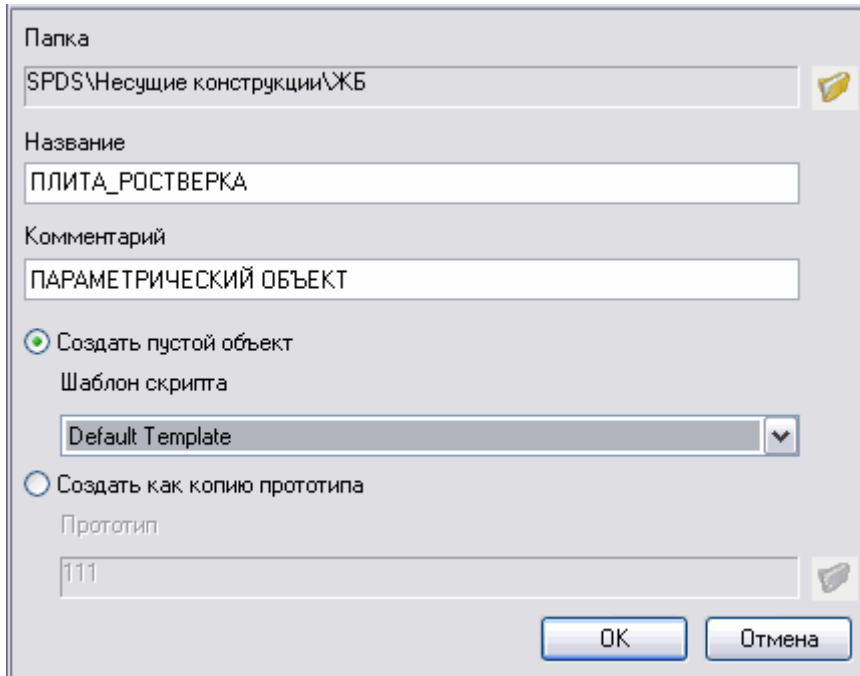 Папка
SPDS\Несущие конструкции\ЖБ
Название
ПЛИТА_РОСТВЕРКА
Комментарий
ПАРАМЕТРИЧЕСКИЙ ОБЪЕКТ
Создать пустой объект
Шаблон скрипта
Default Template
Создать как копию прототипа
Прототип
111
OK Отмена